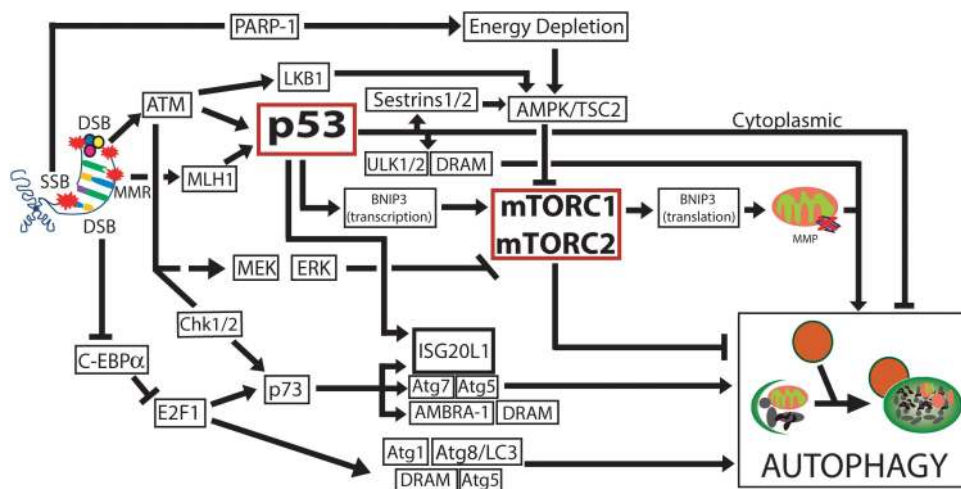 PARP-1
Energy Depletion
LKB1
DSB
ATM
Sestrins1/2
AMPK/TSC2
p53
Cytoplasmic
ULK1/2
DRAM
SSB
MMR
MLH1
BNIP3
(transcription)
mTORC1
mTORC2
BNIP3
(translation)
MMP
DSB
MEK
ERK
Chk1/2
C-EBPα
ISG20L1
p73
Atg7
Atg5
E2F1
AMBRA-1
DRAM
Atg1
Atg8/LC3
DRAM
Atg5
AUTOPHAGY